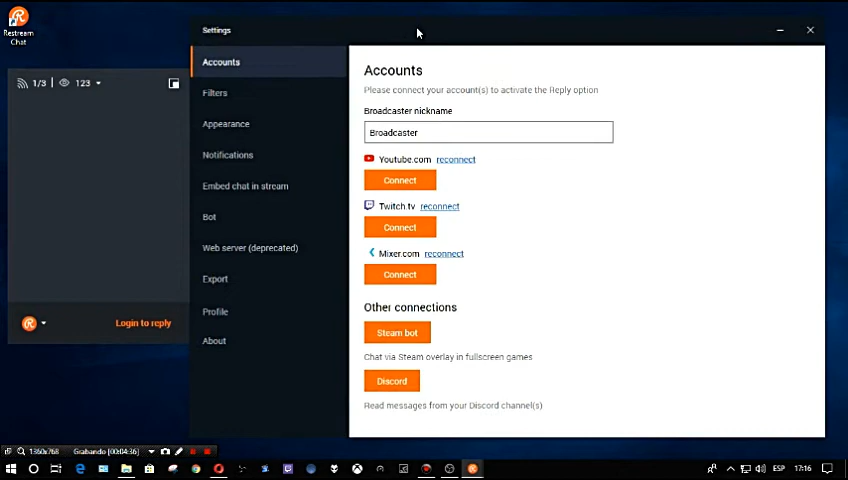 Restream
Chat
Settings
1/3 | 123
Login to reply
Accounts
Filters
Appearance
Notifications
Embed chat in stream
Bot
Web server (deprecated)
Export
Profile
About
Accounts
Please connect your account(s) to activate the Reply option
Broadcaster nickname
Broadcaster
Youtube.com reconnect
Connect
Twitch.tv reconnect
Connect
Mixer.com reconnect
Connect
Other connections
Steam bot
Chat via Steam overlay in fullscreen games
Discord
Read messages from your Discord channel(s)
1360x768 Grabando [00:04:36]
ESP 17:16